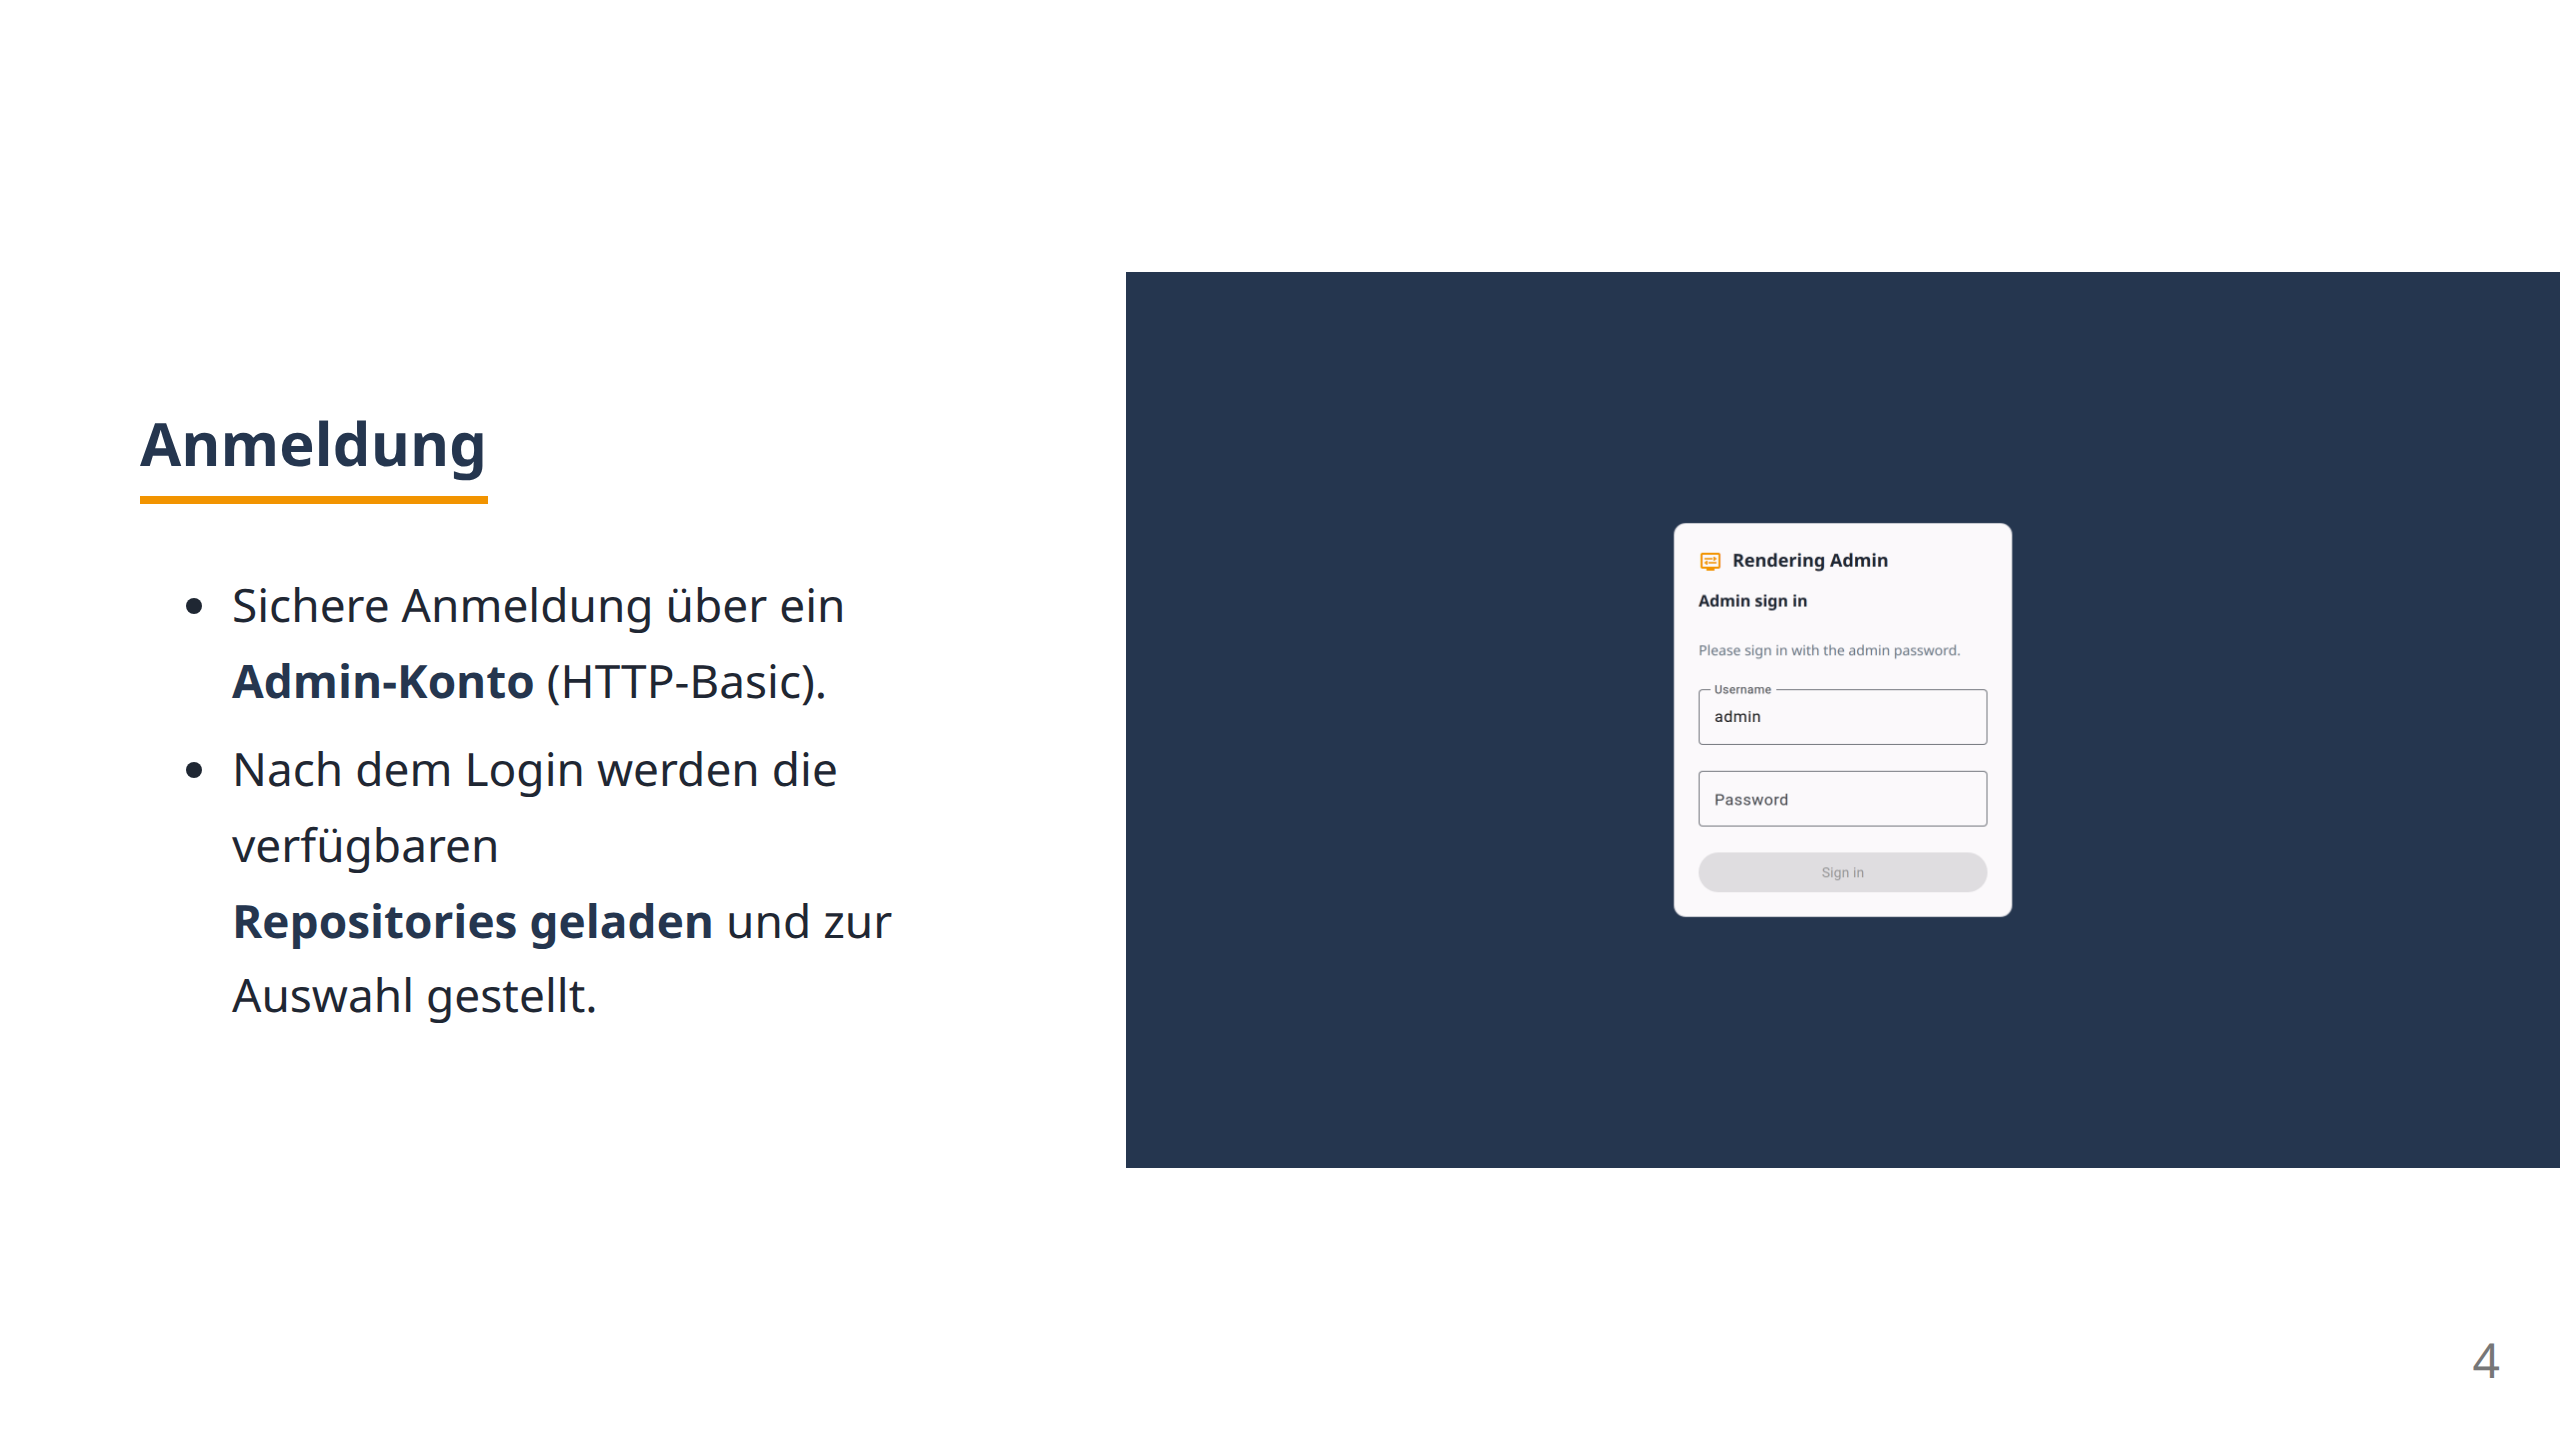 Anmeldung
• Sichere Anmeldung über ein
Admin-Konto (HTTP-Basic).
• Nach dem Login werden die
verfügbaren
Repositories geladen und zur
Auswahl gestellt.
Rendering Admin
Admin sign in
Please sign in with the admin password.
Username
admin
Password
Sign in
4